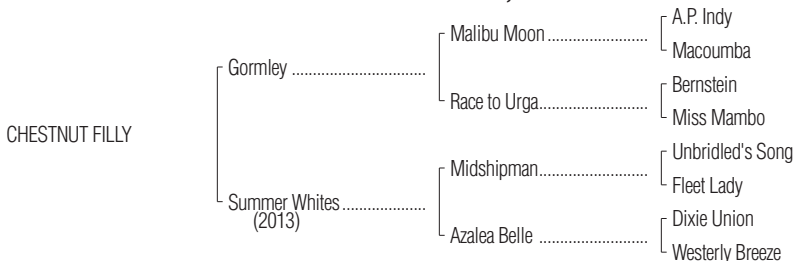 A.P. Indy
Malibu Moon
Macoumba
Gormley
Bernstein
Race to Urga
Miss Mambo
CHESTNUT FILLY
Unbridled's Song
Midshipman
Fleet Lady
Summer Whites
(2013)
Dixie Union
Azalea Belle
Westerly Breeze